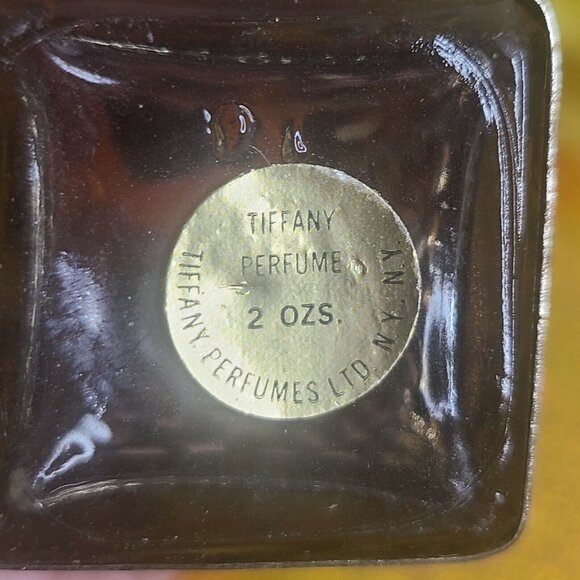 TIFFANY
PERFUME
2 OZS.
TIFFANY PERFUMES LTD. N.Y. N.Y.